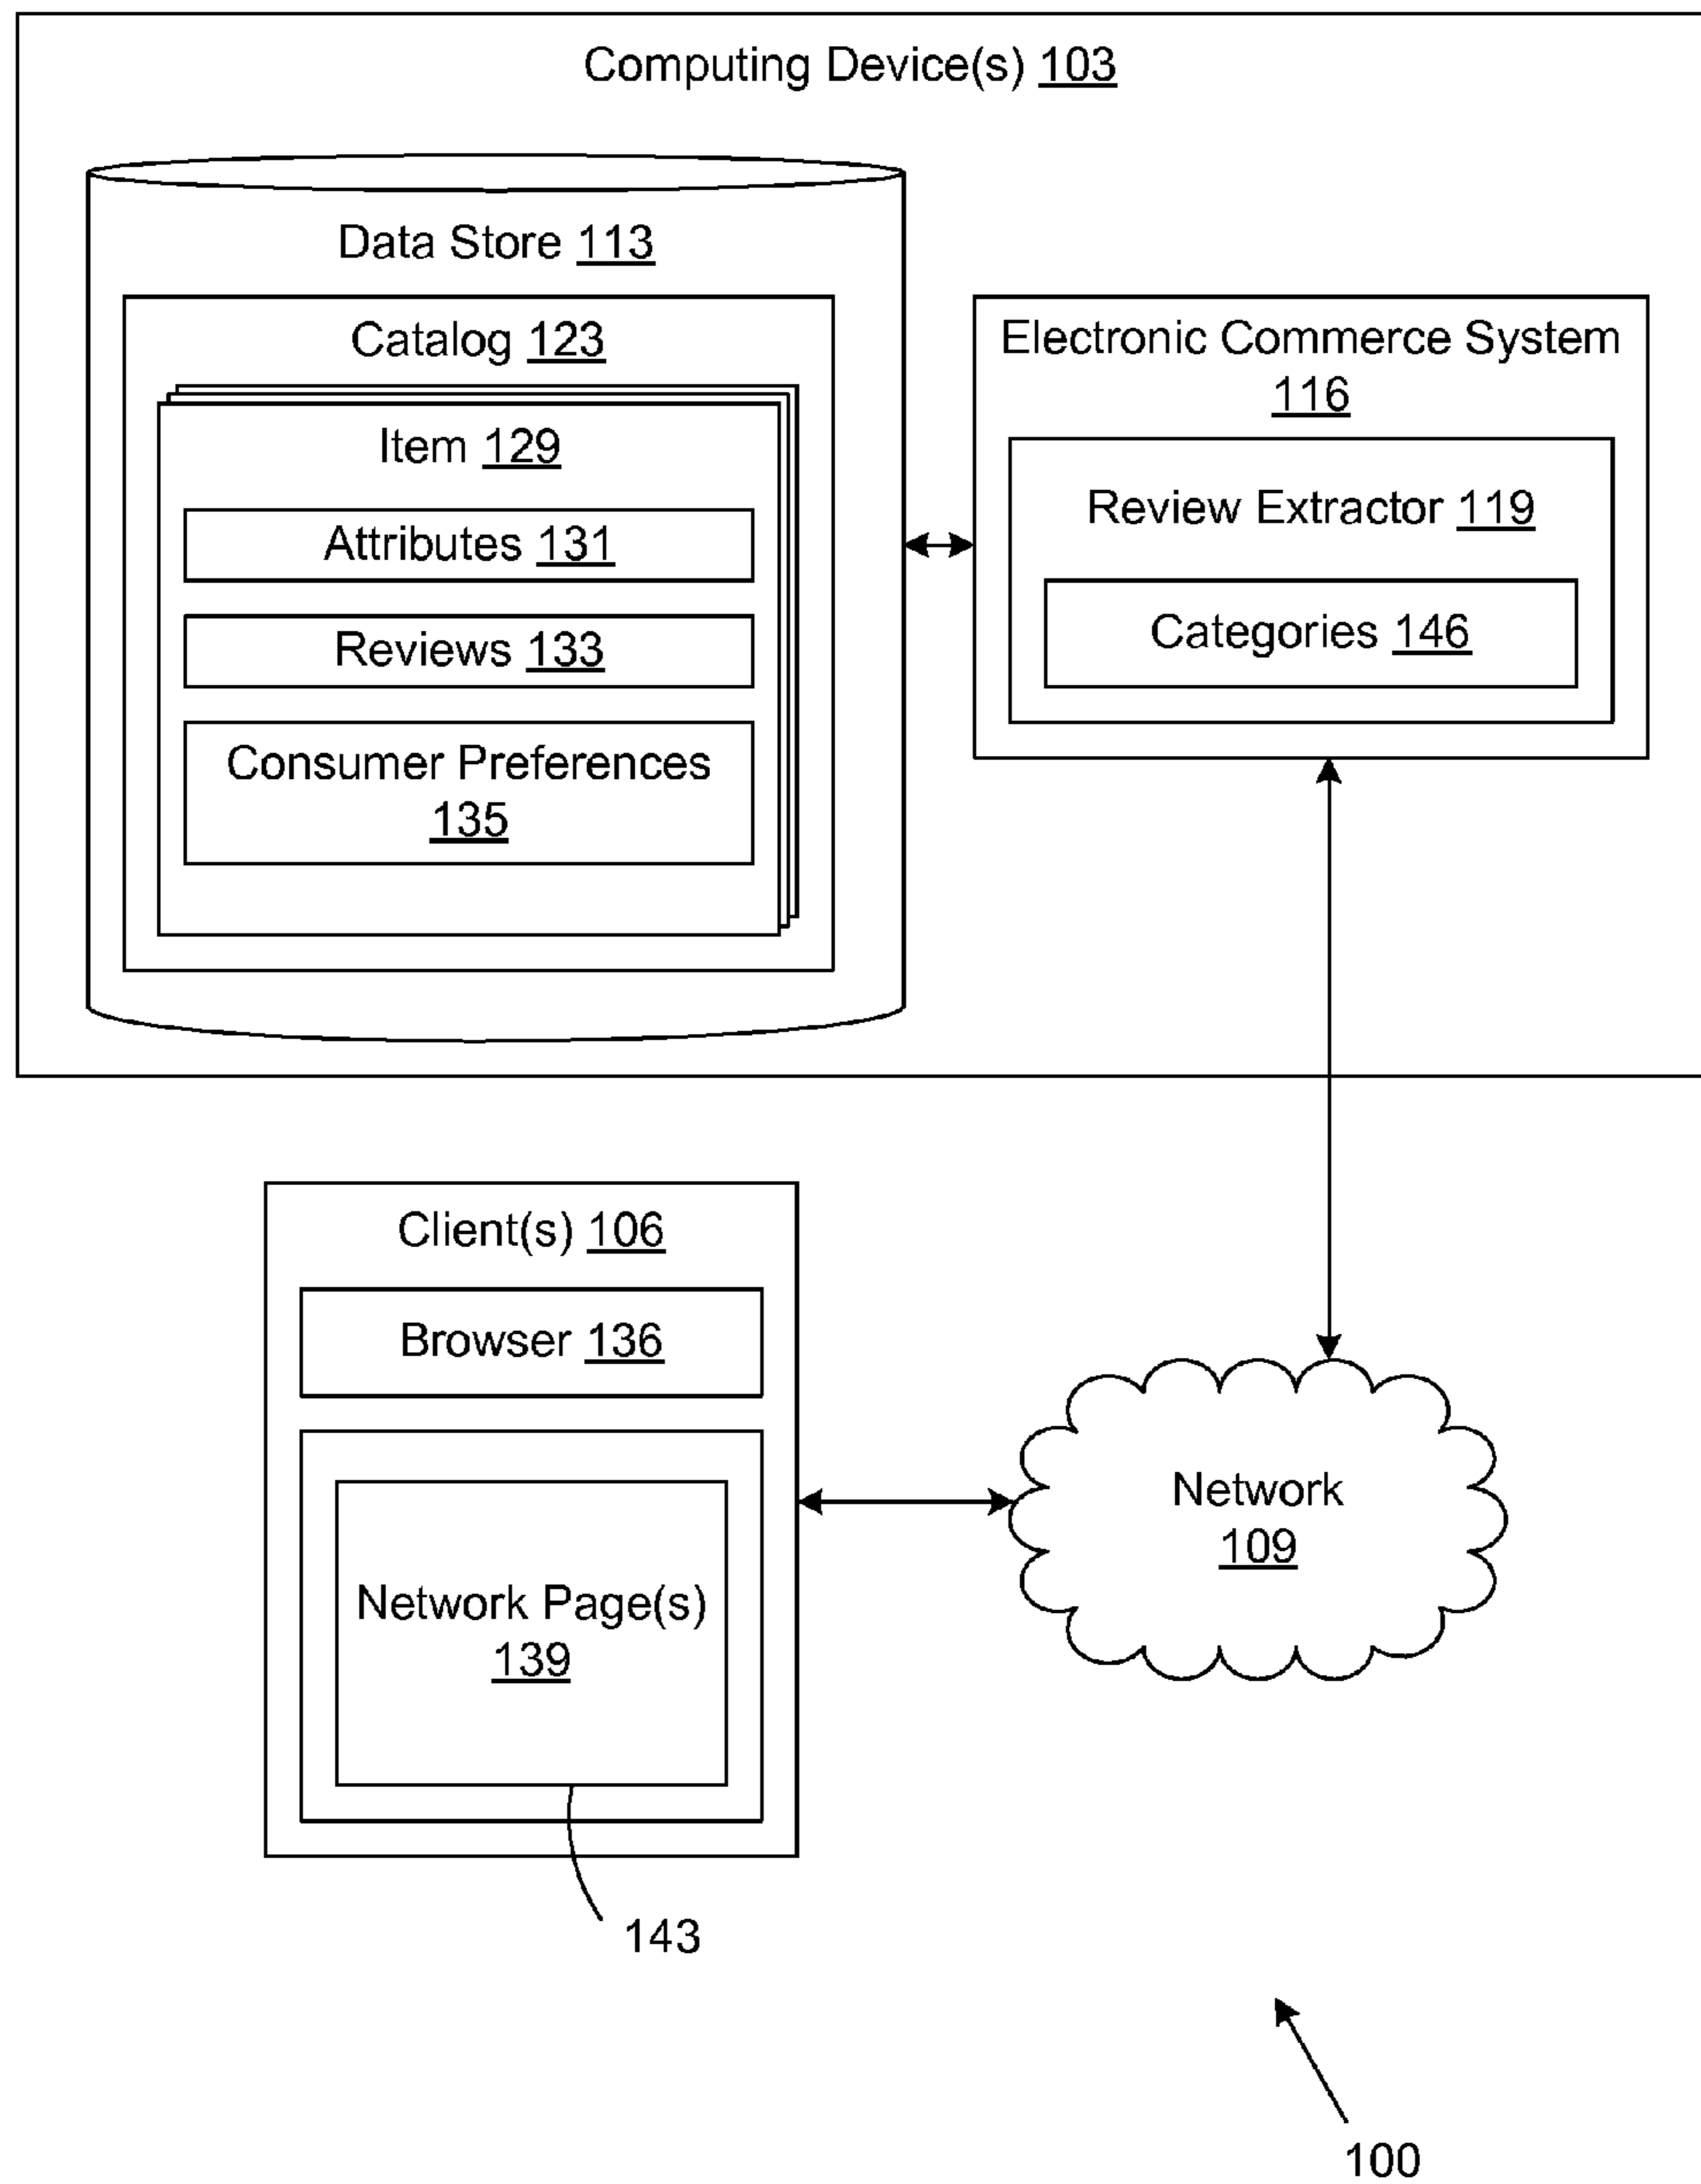 Computing Device(s) 103
Data Store 113
Catalog 123
Item 129
Attributes 131
Reviews 133
Consumer Preferences
135
Electronic Commerce System
116
Review Extractor 119
Categories 146
Client(s) 106
Browser 136
Network Page(s)
139
143
Network
109
100